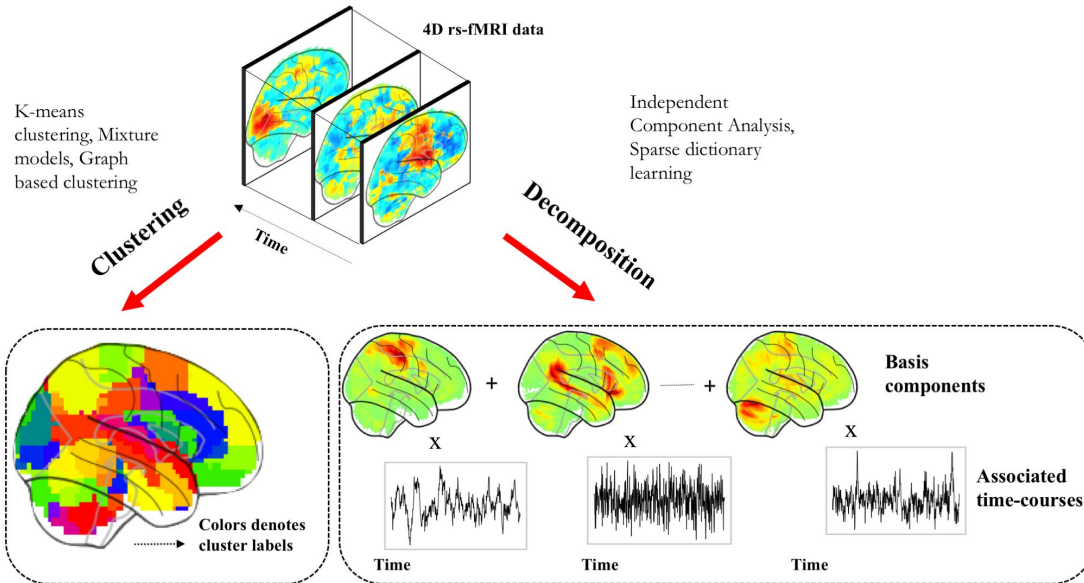 4D rs-fMRI data
K-means
clustering, Mixture
models, Graph
based clustering
Independent
Component Analysis,
Sparse dictionary
learning
Time
Clustering
Decomposition
+
+
Basis
components
X
X
X
Associated
time-courses
Colors denotes
cluster labels
Time
Time
Time